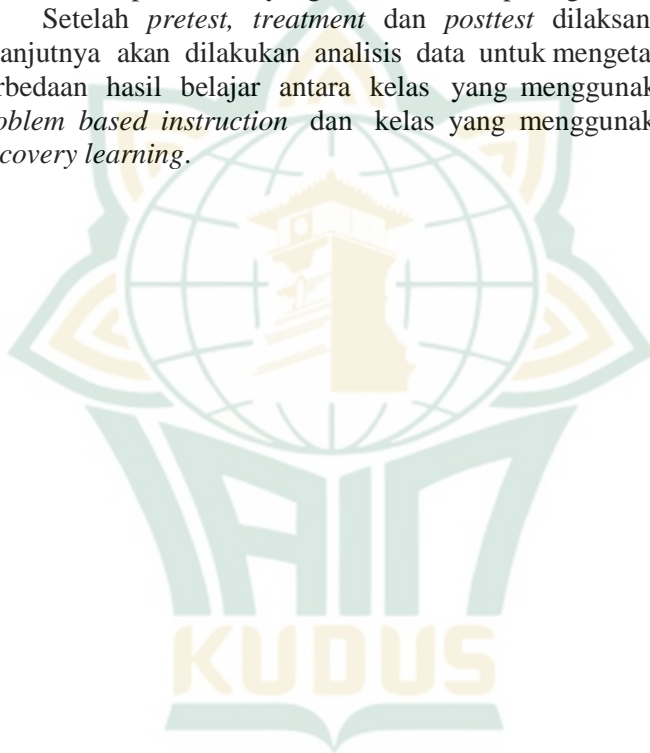 Setelah pretest, treatment dan posttest dilaksan
anjutnya akan dilakukan analisis data untuk mengeta
rbedaan hasil belajar antara kelas yang menggunak
oblem based instruction dan kelas yang menggunak
covery learning.
IAIN
KUDUS